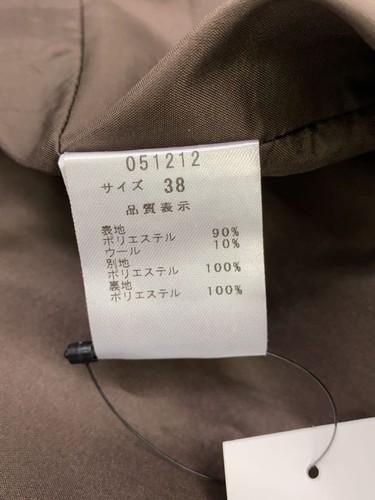 051212
サイズ 38
品質表示
表地
ポリエステル 90%
ウール 10%
別地
ポリエステル 100%
裏地
ポリエステル 100%